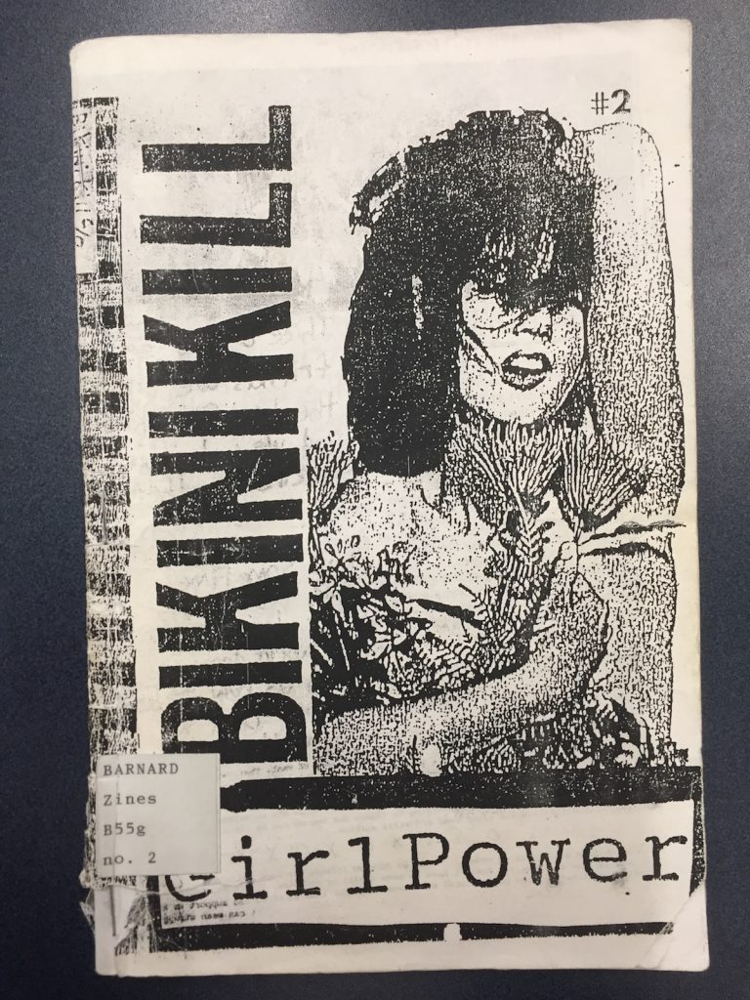 #2
BIKINI KILL
BARNARD
Zines
B55g
no. 2
GirlPower